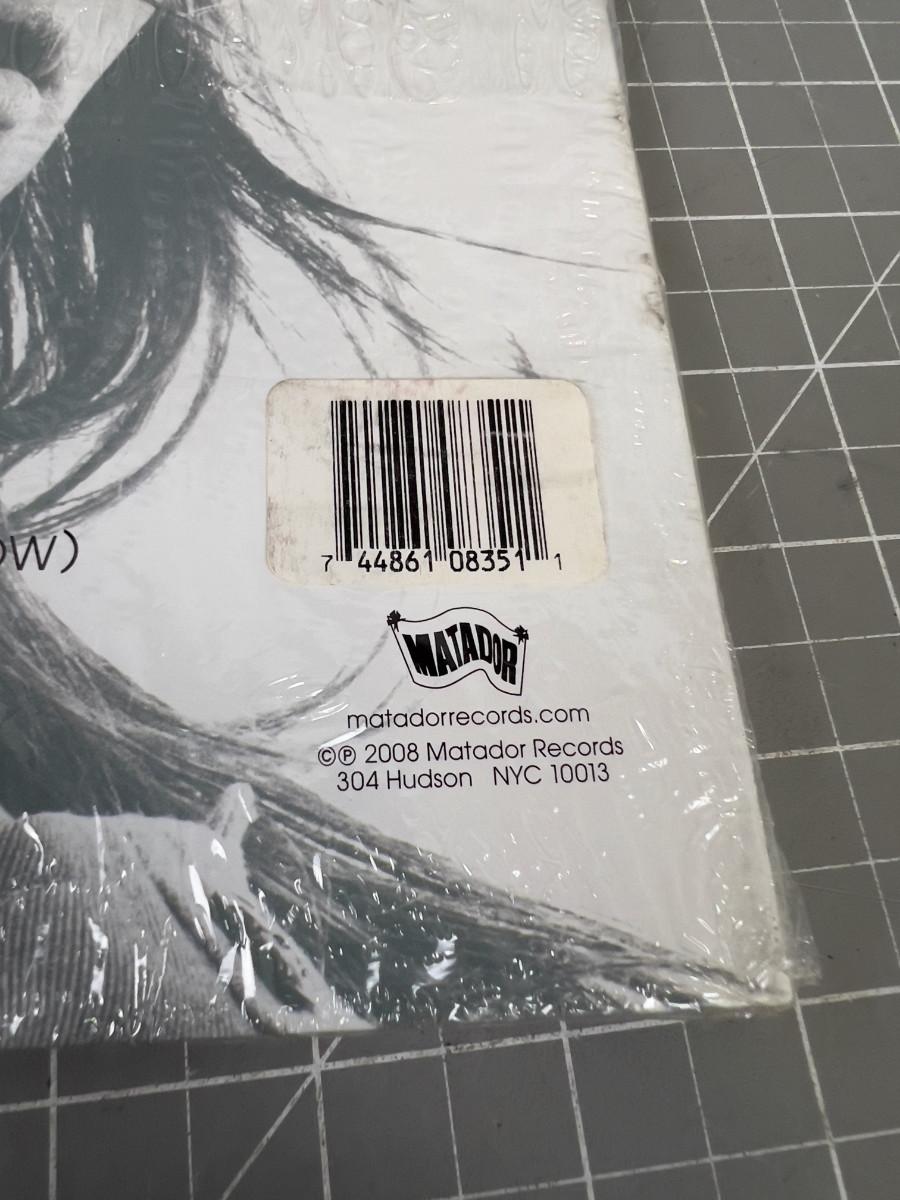 OW)
7 44861 08351 1
MATADOR
matadorrecords.com
©℗ 2008 Matador Records
304 Hudson NYC 10013